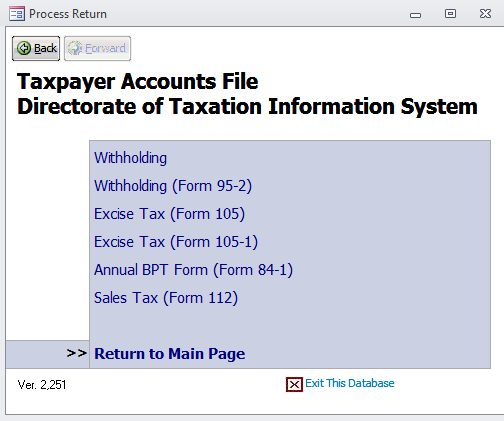 Process Return
Back
Forward
Taxpayer Accounts File
Directorate of Taxation Information System
Withholding
Withholding (Form 95-2)
Excise Tax (Form 105)
Excise Tax (Form 105-1)
Annual BPT Form (Form 84-1)
Sales Tax (Form 112)
>> Return to Main Page
Ver. 2,251
Exit This Database